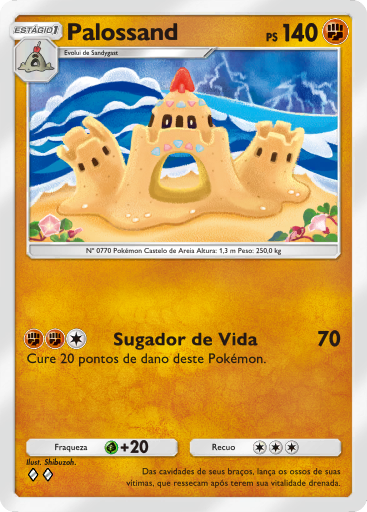 ESTÁGIO 1
Palossand
PS 140
Evolui de Sandygast
Nº 0770 Pokémon Castelo de Areia Altura: 1,3 m Peso: 250,0 kg
Sugador de Vida 70
Cure 20 pontos de dano deste Pokémon.
Fraqueza +20 Recuo
Ilust. Shibuzoh.
Das cavidades de seus braços, lança os ossos de suas
vítimas, que ressecam após terem sua vitalidade drenada.